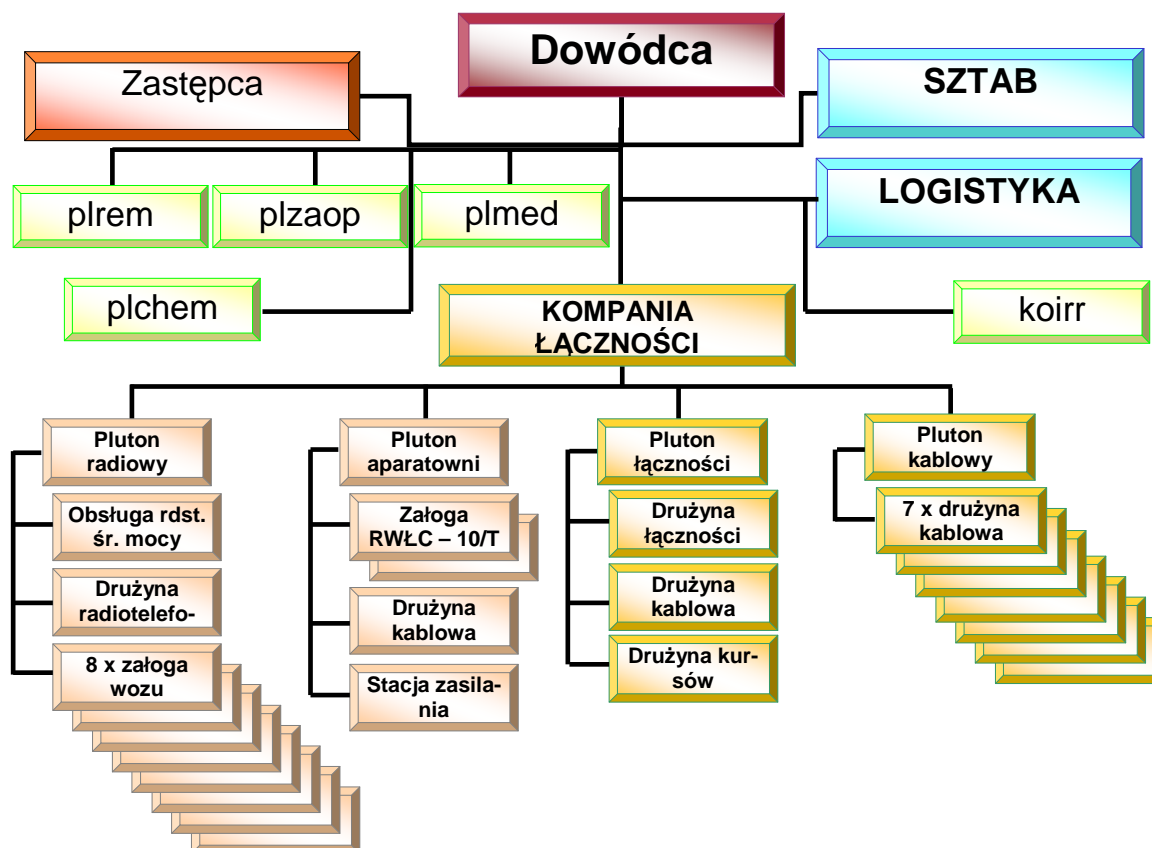 Dowódca
Zastępca
SZTAB
LOGISTYKA
plrem
plzaop
plmed
plchem
KOMPANIA
ŁĄCZNOŚCI
koirr
Pluton
radiowy
Obsługa rdst.
śr. mocy
Drużyna
radiotelefo-
8 x załoga
wozu
Pluton
aparatowni
Załoga
RWŁC – 10/T
Drużyna
kablowa
Stacja zasila-
nia
Pluton
łączności
Drużyna
łączności
Drużyna
kablowa
Drużyna kur-
sów
Pluton
kablowy
7 x drużyna
kablowa